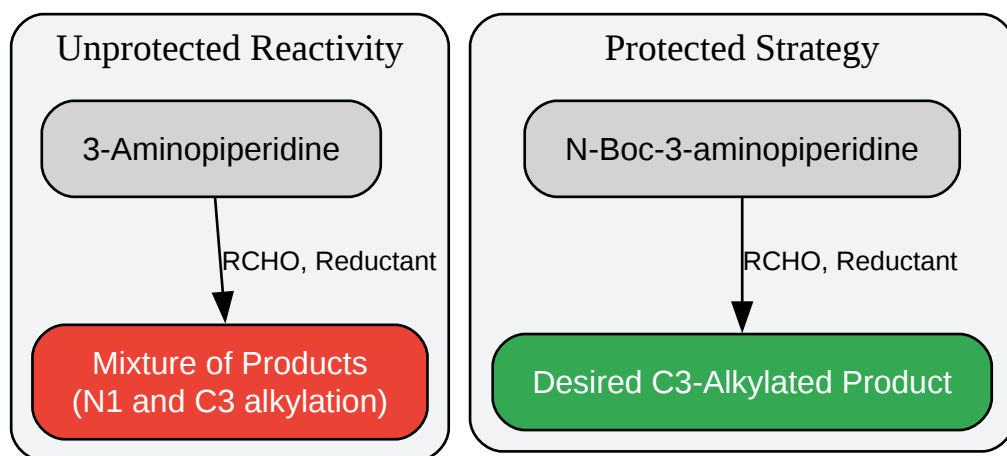 Unprotected Reactivity
3-Aminopiperidine
RCHO, Reductant
Mixture of Products
(N1 and C3 alkylation)
Protected Strategy
N-Boc-3-aminopiperidine
RCHO, Reductant
Desired C3-Alkylated Product